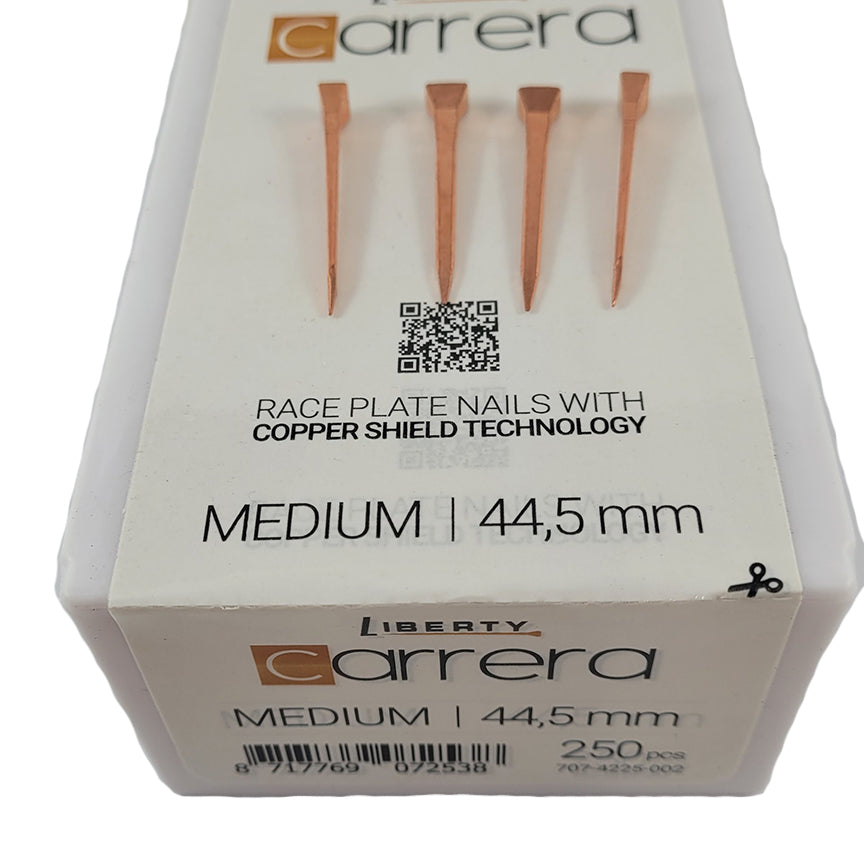 carrera
RACE PLATE NAILS WITH
COPPER SHIELD TECHNOLOGY
MEDIUM | 44,5 mm
LIBERTY
carrera
MEDIUM | 44,5 mm
8 717769 072538
250 pcs
707-4225-002